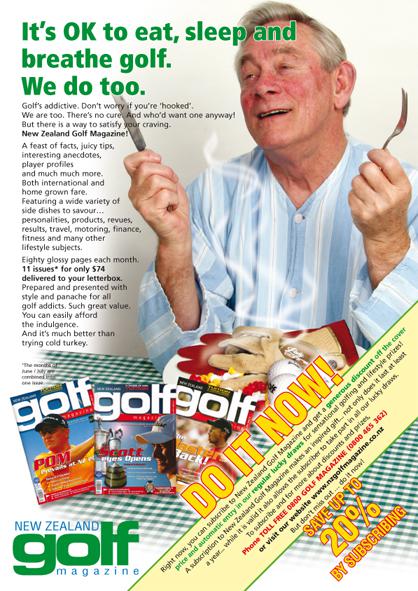 It's OK to eat, sleep and
breathe golf.
We do too.
Golf's addictive. Don't worry if you're 'hooked'.
We are too. There's no cure. And who'd want one anyway!
But there is a way to satisfy your craving.
New Zealand Golf Magazine!
A feast of facts, juicy tips,
interesting anecdotes,
player profiles
and much much more.
Both international and
home grown fare.
Featuring a wide variety of
side dishes to savour...
personalities, products, revues,
results, travel, motoring, finance,
fitness and many other
lifestyle subjects.
Eighty glossy pages each month.
11 issues* for only $74
delivered to your letterbox.
Prepared and presented with
style and panache for all
golf addicts. Such great value.
You can easily afford
the indulgence.
And it's much better than
trying cold turkey.
*The months of
June / July are
combined into
one issue
golf
golf
golf
magazine
POM
Scott
eyes Opens
Back!
DO IT NOW!
Right now, you can subscribe to New Zealand Golf Magazine and get a generous discount off the cover
price and automatic entry in our regular lucky draws for sensational golfing and lifestyle prizes!
A subscription to New Zealand Golf Magazine makes an inspired gift - not only does it last at least
a year... while it is valid it also allows the subscriber to take part in all our lucky draws.
To subscribe and for more about discounts and prizes,
Phone TOLL FREE 0800 GOLF MAGAZINE (0800 465 362)
or visit our website www.nzgolfmagazine.co.nz
But don't miss out – do it now!
SAVE UP TO
20%
BY SUBSCRIBING
NEW ZEALAND
golf
magazine